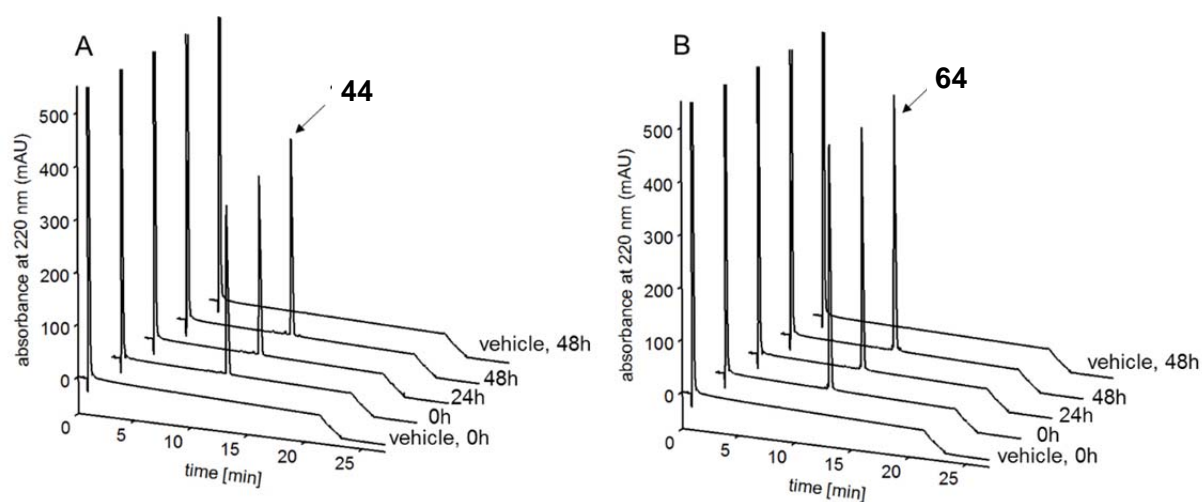 A
44
absorbance at 220 nm (mAU)
500
400
300
200
100
0
0
5
10
15
20
25
time [min]
vehicle, 48h
48h
24h
0h
vehicle, 0h
B
64
absorbance at 220 nm (mAU)
500
400
300
200
100
0
0
5
10
15
20
25
time [min]
vehicle, 48h
48h
24h
0h
vehicle, 0h